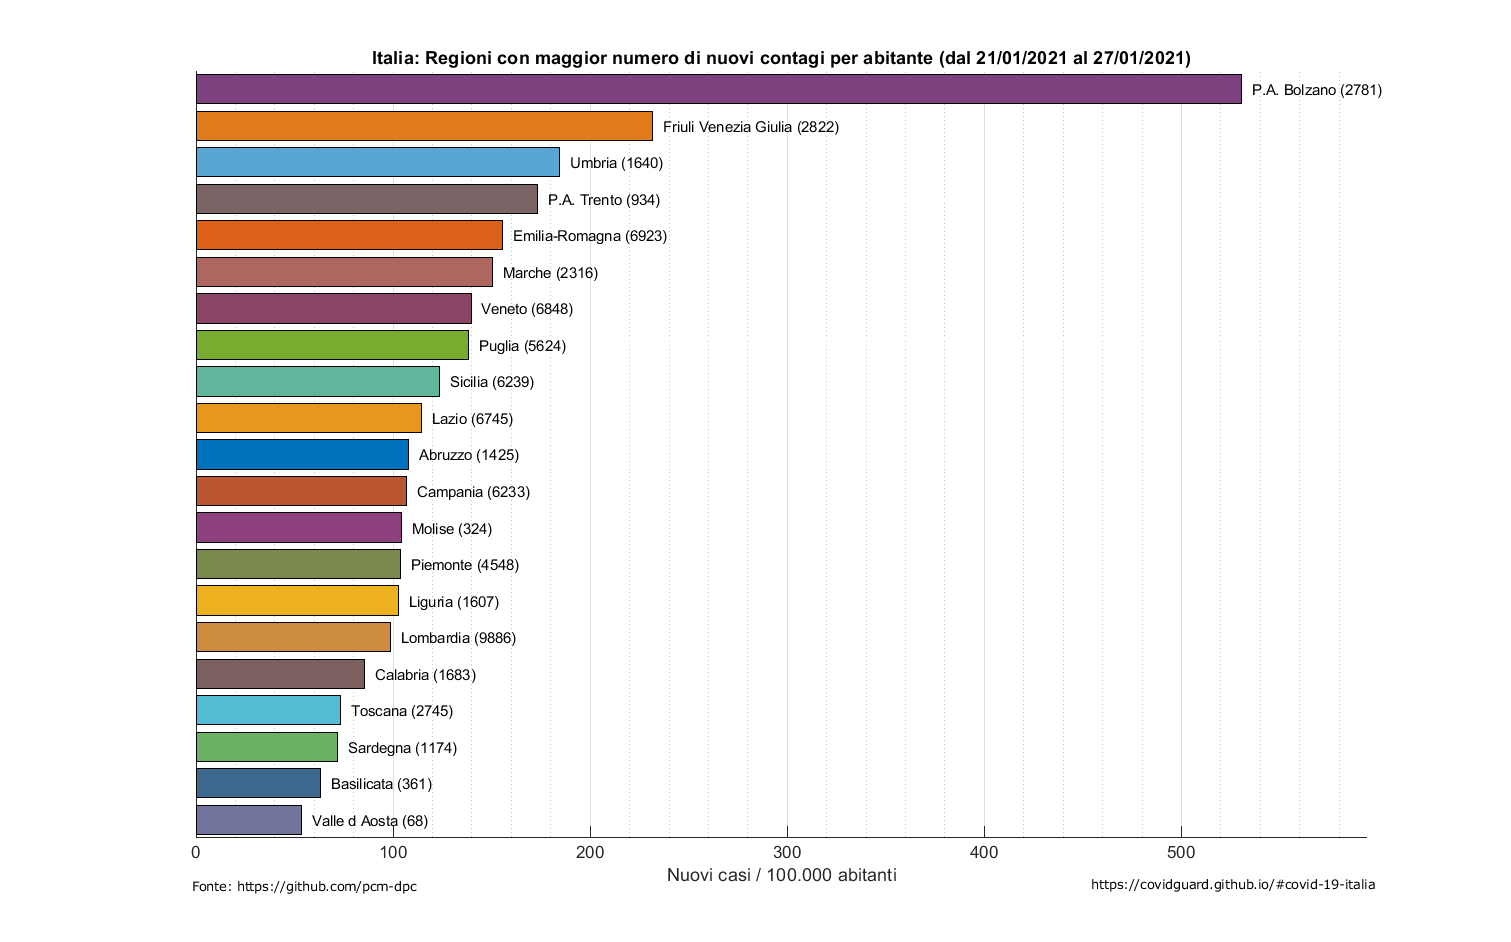 Italia: Regioni con maggior numero di nuovi contagi per abitante (dal 21/01/2021 al 27/01/2021)
P.A. Bolzano (2781)
Friuli Venezia Giulia (2822)
Umbria (1640)
P.A. Trento (934)
Emilia-Romagna (6923)
Marche (2316)
Veneto (6848)
Puglia (5624)
Sicilia (6239)
Lazio (6745)
Abruzzo (1425)
Campania (6233)
Molise (324)
Piemonte (4548)
Liguria (1607)
Lombardia (9886)
Calabria (1683)
Toscana (2745)
Sardegna (1174)
Basilicata (361)
Valle d Aosta (68)
0 100 200 300 400 500
Nuovi casi / 100.000 abitanti
Fonte: https://github.com/pcm-dpc
https://covidguard.github.io/#covid-19-italia